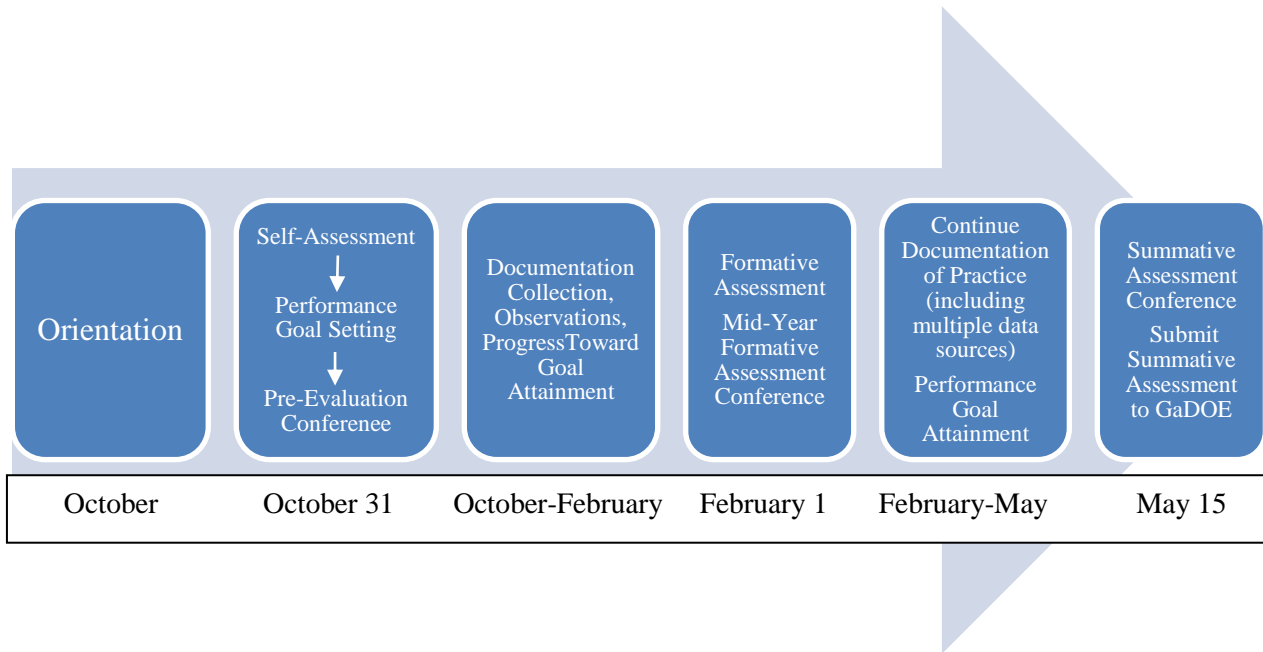 Orientation
Self-Assessment
Performance
Goal Setting
Pre-Evaluation
Conferenee
Documentation
Collection,
Observations,
ProgressToward
Goal
Attainment
Formative
Assessment
Mid-Year
Formative
Assessment
Conference
Continue
Documentation
of Practice
(including
multiple data
sources)
Performance
Goal
Attainment
Summative
Assessment
Conference
Submit
Summative
Assessment
to GaDOE
October
October 31
October-February
February 1
February-May
May 15